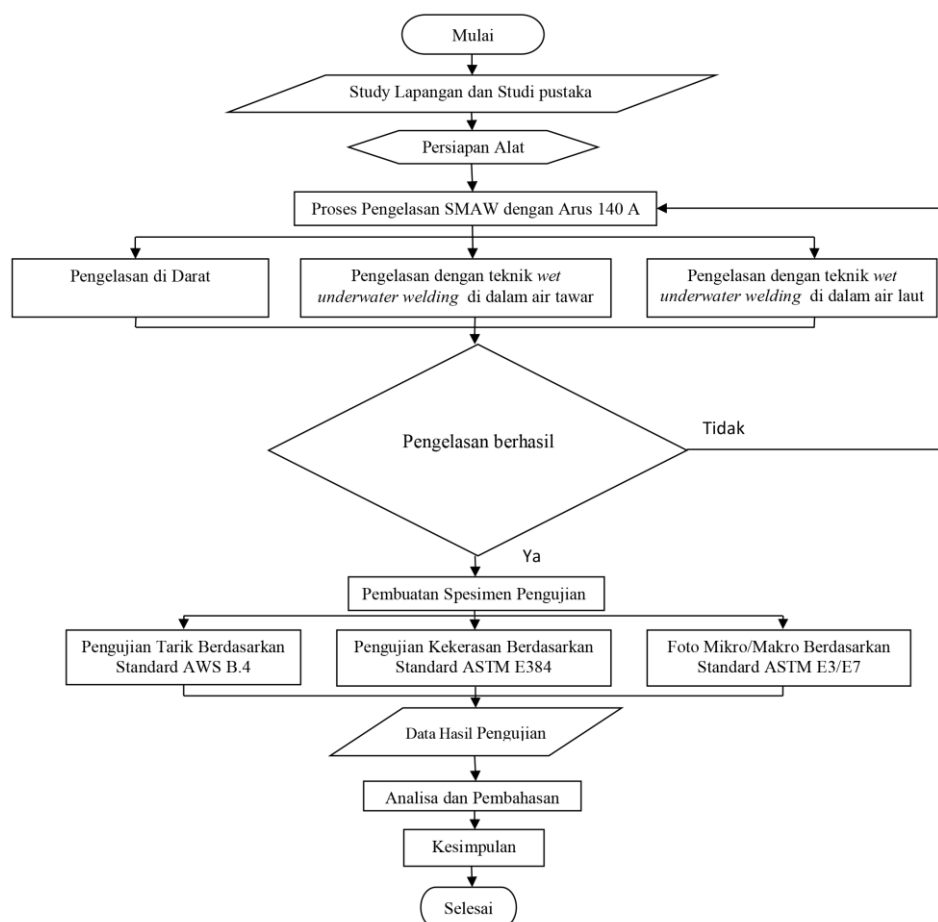 Mulai
Study Lapangan dan Studi pustaka
Persiapan Alat
Proses Pengelasan SMAW dengan Arus 140 A
Pengelasan di Darat
Pengelasan dengan teknik wet
underwater welding di dalam air tawar
Pengelasan dengan teknik wet
underwater welding di dalam air laut
Pengelasan berhasil
Tidak
Ya
Pembuatan Spesimen Pengujian
Pengujian Tarik Berdasarkan
Standard AWS B.4
Pengujian Kekerasan Berdasarkan
Standard ASTM E384
Foto Mikro/Makro Berdasarkan
Standard ASTM E3/E7
Data Hasil Pengujian
Analisa dan Pembahasan
Kesimpulan
Selesai